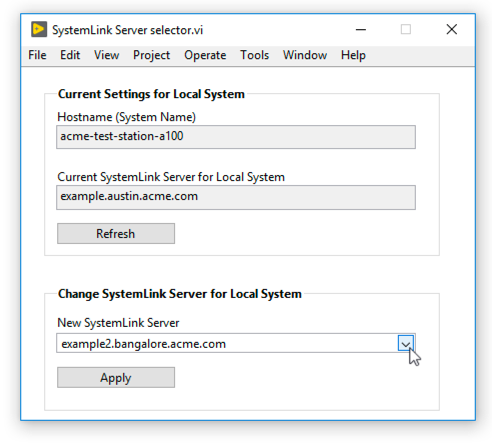 SystemLink Server selector.vi
File Edit View Project Operate Tools Window Help
Current Settings for Local System
Hostname (System Name)
acme-test-station-a100
Current SystemLink Server for Local System
example.austin.acme.com
Refresh
Change SystemLink Server for Local System
New SystemLink Server
example2.bangalore.acme.com
Apply